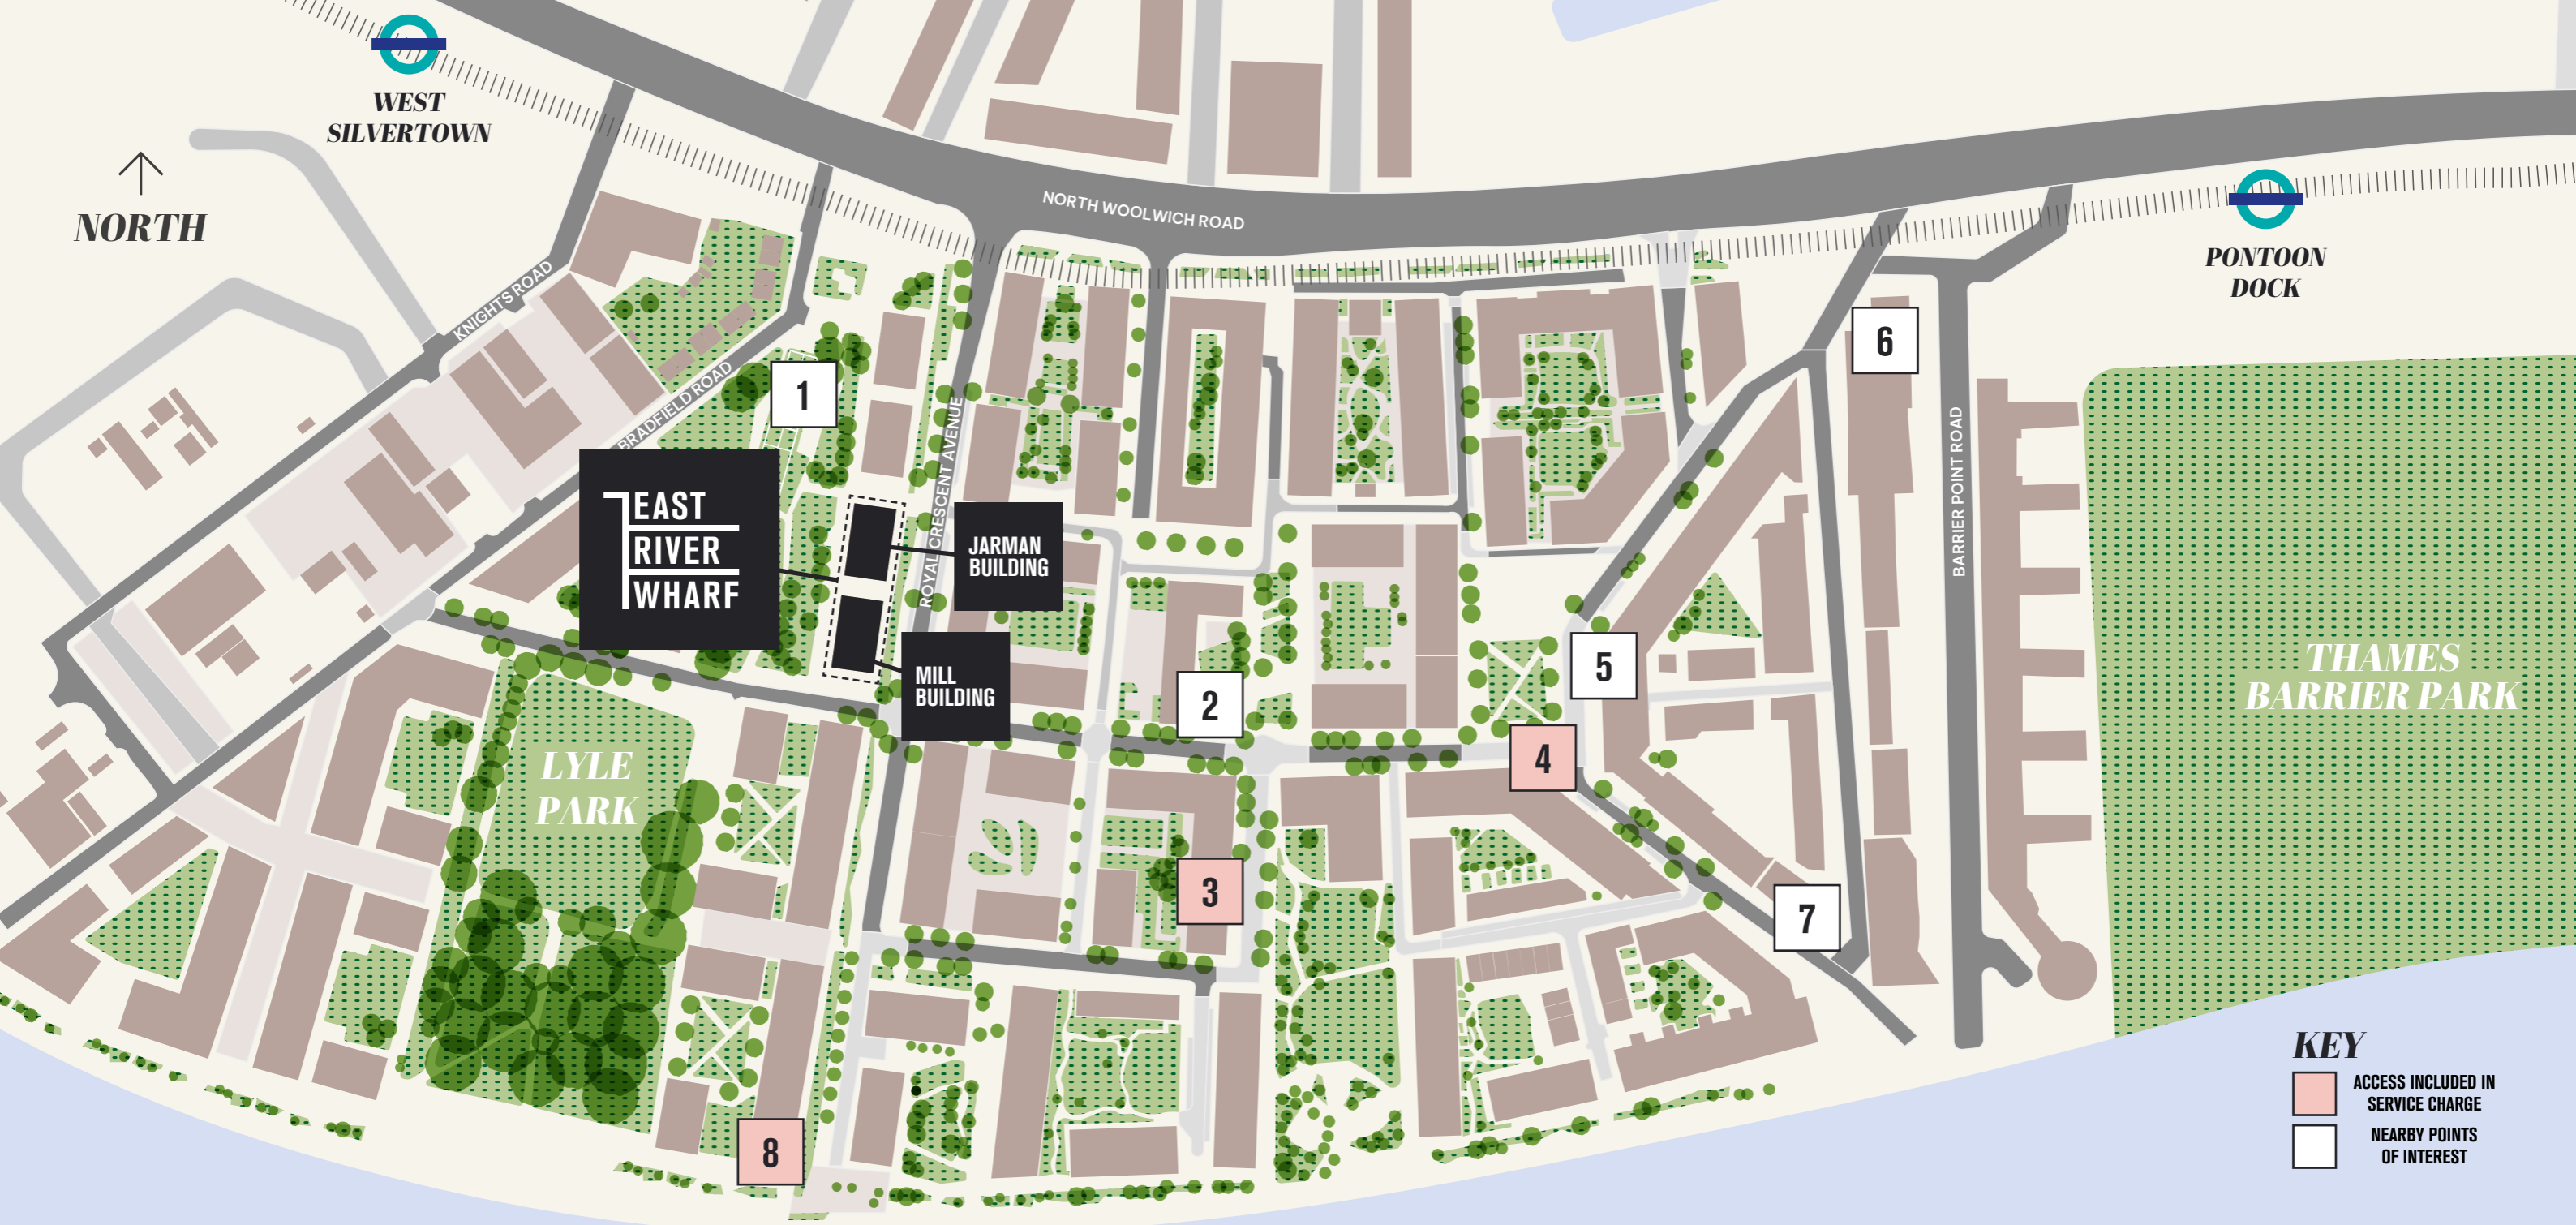 WEST
SILVERTOWN
NORTH
NORTH WOOLWICH ROAD
PONTOON
DOCK
KNIGHTS ROAD
BRADFIELD ROAD
ROYAL CRESCENT AVENUE
BARRIER POINT ROAD
6
1
EAST
RIVER
WHARF
JARMAN
BUILDING
MILL
BUILDING
5
2
4
THAMES
BARRIER PARK
LYLE
PARK
3
7
8
KEY
ACCESS INCLUDED IN
SERVICE CHARGE
NEARBY POINTS
OF INTEREST